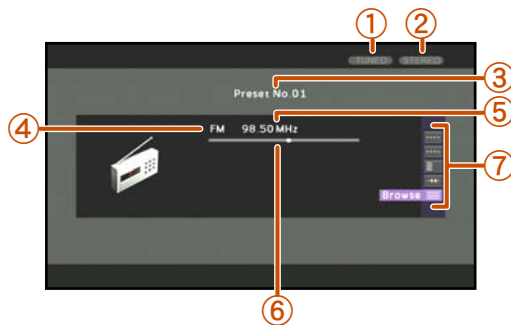 ① ②
TUNED STEREO
③
Preset No.01
④ ⑤
FM 98.50 MHz
⑦
Browse
⑥